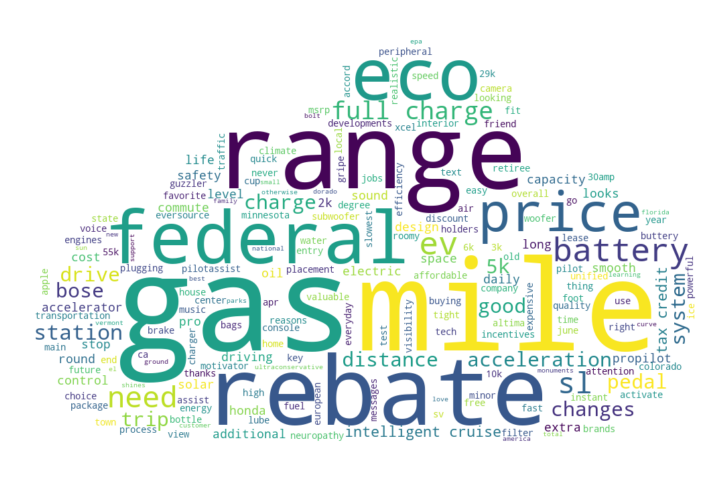 epa
peripheral
eco
speed
29k
realistic
camera
looking
accord
msrp
bolt
full charge
developments
xcel
interior
fit
friend
range
traffic
local
gripe
climate
quick
text
life
safety
never
jobs
efficiency
retiree
capacity
30amp
guzzler
cup
small
easy
level
favorite
family
otherwise
dorado
charge
2k
sound
degree
air
overall
go
looks
commute
eversource
minnesota
subwoofer
slowest
holders
discount
woofer
price
florida
year
state
voice
new
engines
support
federal
water
entry
roomy
design
ev
space
6k
3k
long
lease
buttery
battery
55k
cost
sun
national
old
pilot
smooth
apple
plugging
pilotassist
placement
electric
affordable
5k
company
unified
learning
thing
drive
oil
gas
mile
house
center
parks
apr
valuable
daily
expensive
foot
use
tax credit
system
ice
powerful
bose
accelerator
transportation
vermont
music
bags
reasons
console
everyday
test
visibility
buying
tight
good
quality
time
june
right
curve
station
brake
pro
tech
altima
incentives
main
stop
ca
ground
home
key
round
future
end
el
thanks
charger
driving
distance
acceleration
propilot
attention
colorado
control
shines
solar
motivator
best
ultraconservative
rebate
10k
sl
pedal
monuments
minor
instant
activate
choice
package
need
assist
energy
high
fuel
european
messages
love
sv
free
fast
changes
town
trip
honda
lube
bottle
process
view
customer
additional
neuropathy
intelligent cruise
filter
america
extra
total
brands